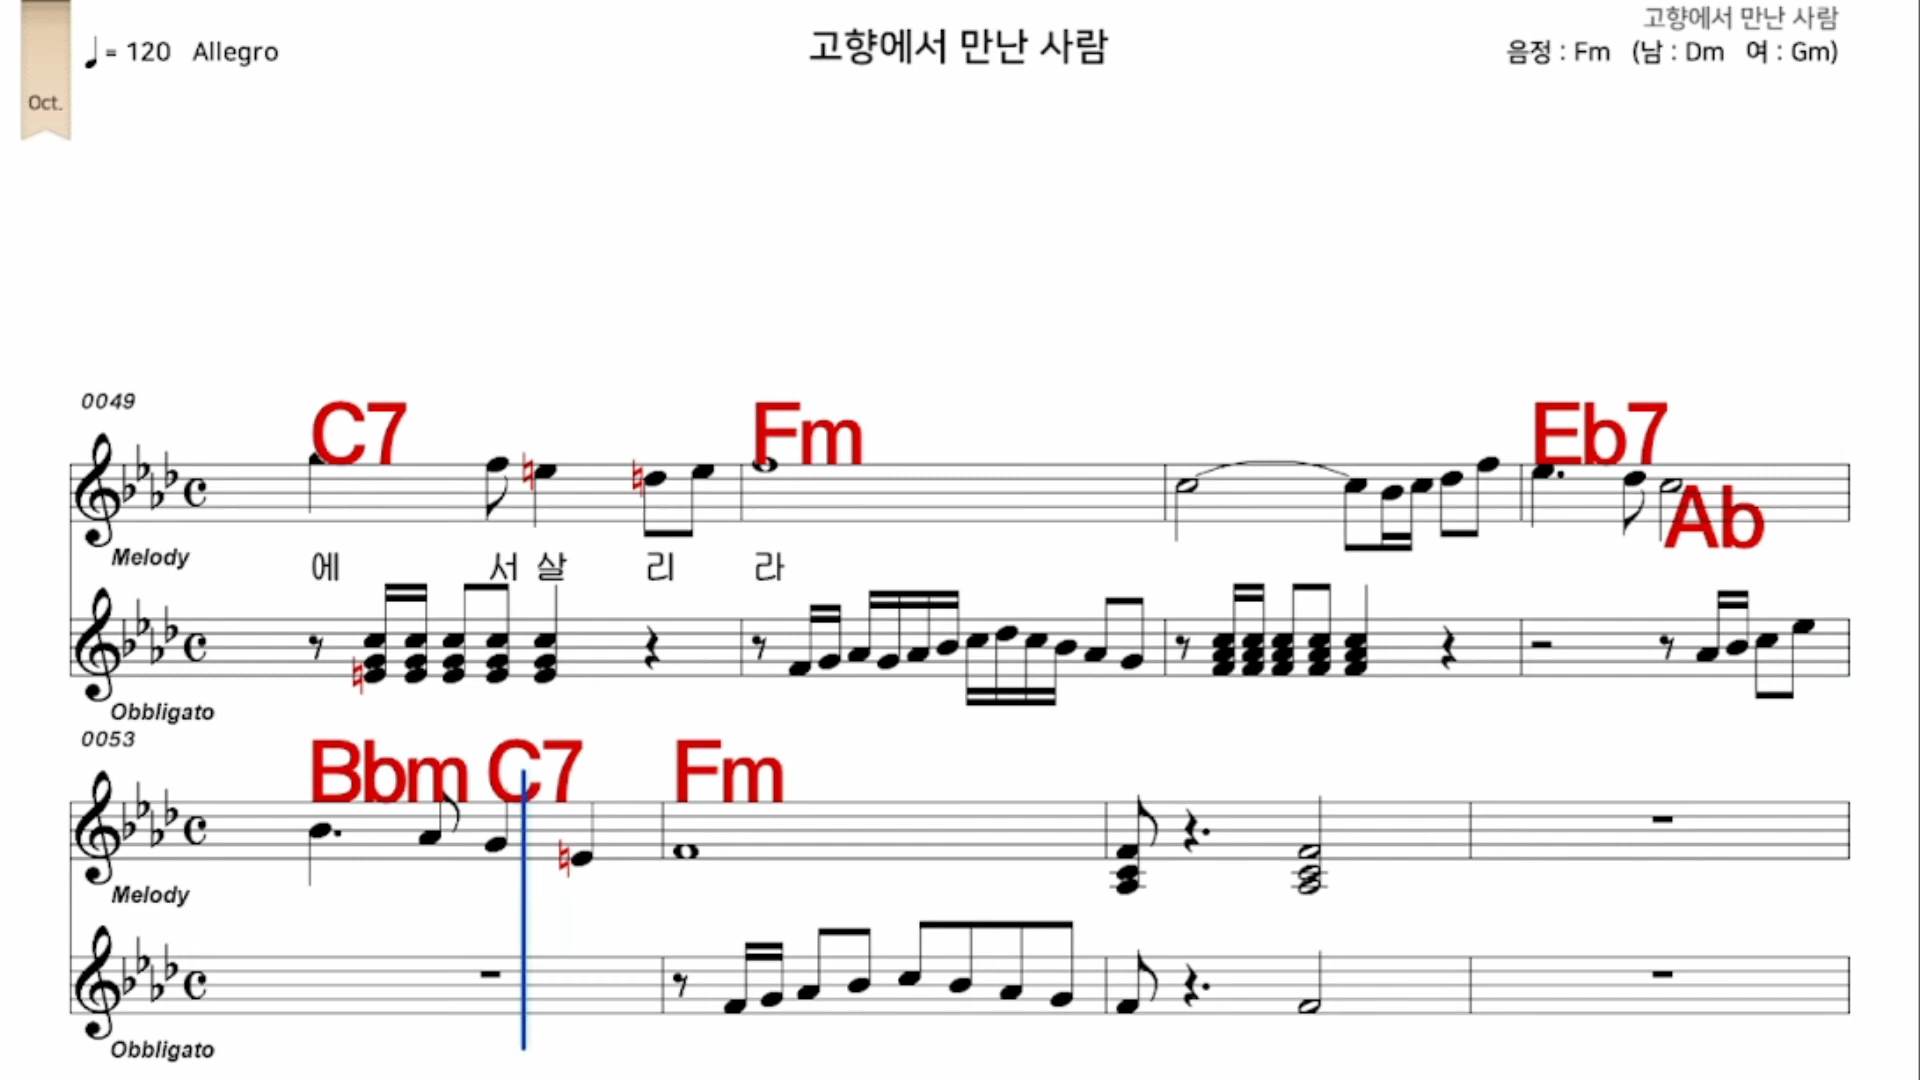 고향에서 만난 사람
♩= 120 Allegro
고향에서 만난 사람
음정 : Fm (남 : Dm 여 : Gm)
Oct.
0049
C7 Fm Eb7 Ab
Melody
에 서 살 리 라
Obbligato
0053
Bbm C7 Fm
Melody
Obbligato